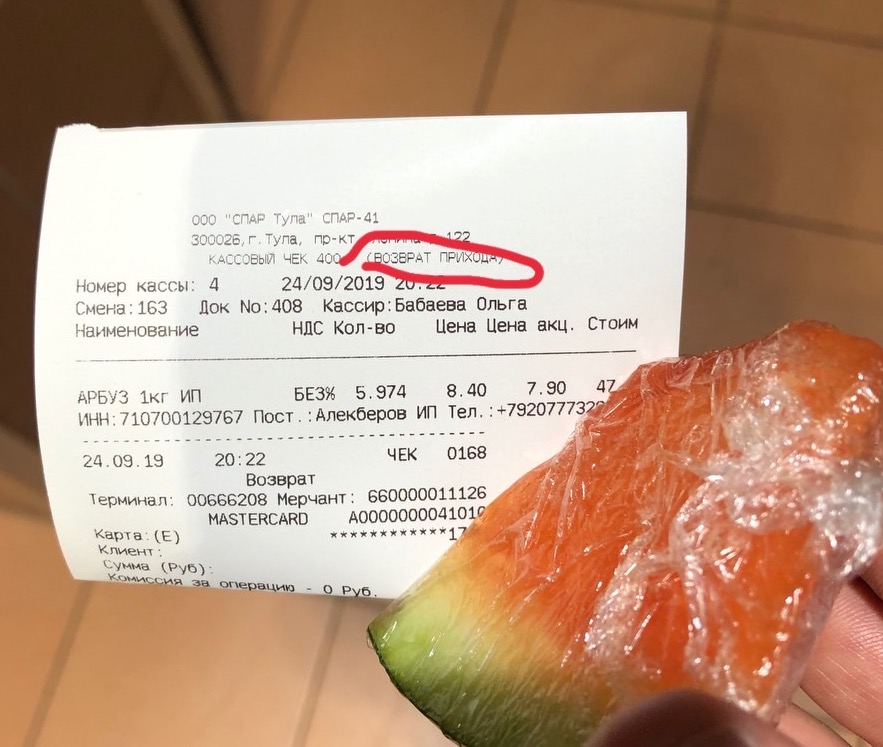 ООО "СПАР Тула" СПАР-41
300026,г.Тула, пр-кт 122
КАССОВЫЙ ЧЕК 400 (ВОЗВРАТ ПРИХОДА)
Номер кассы: 4 24/09/2019 20:22
Смена:163 Док No:408 Кассир:Бабаева Ольга
Наименование НДС Кол-во Цена Цена акц. Стоим
АРБУЗ 1кг ИП БЕЗ% 5.974 8.40 7.90 47
ИНН:710700129767 Пост.:Алекберов ИП Тел.:
24.09.19 20:22 ЧЕК 0168
Возврат
Терминал: 00666208 Мерчант: 660000011126
MASTERCARD
Карта:(E) ************17
Клиент:
Сумма (Руб):
Комиссия за операцию - 0 Руб.